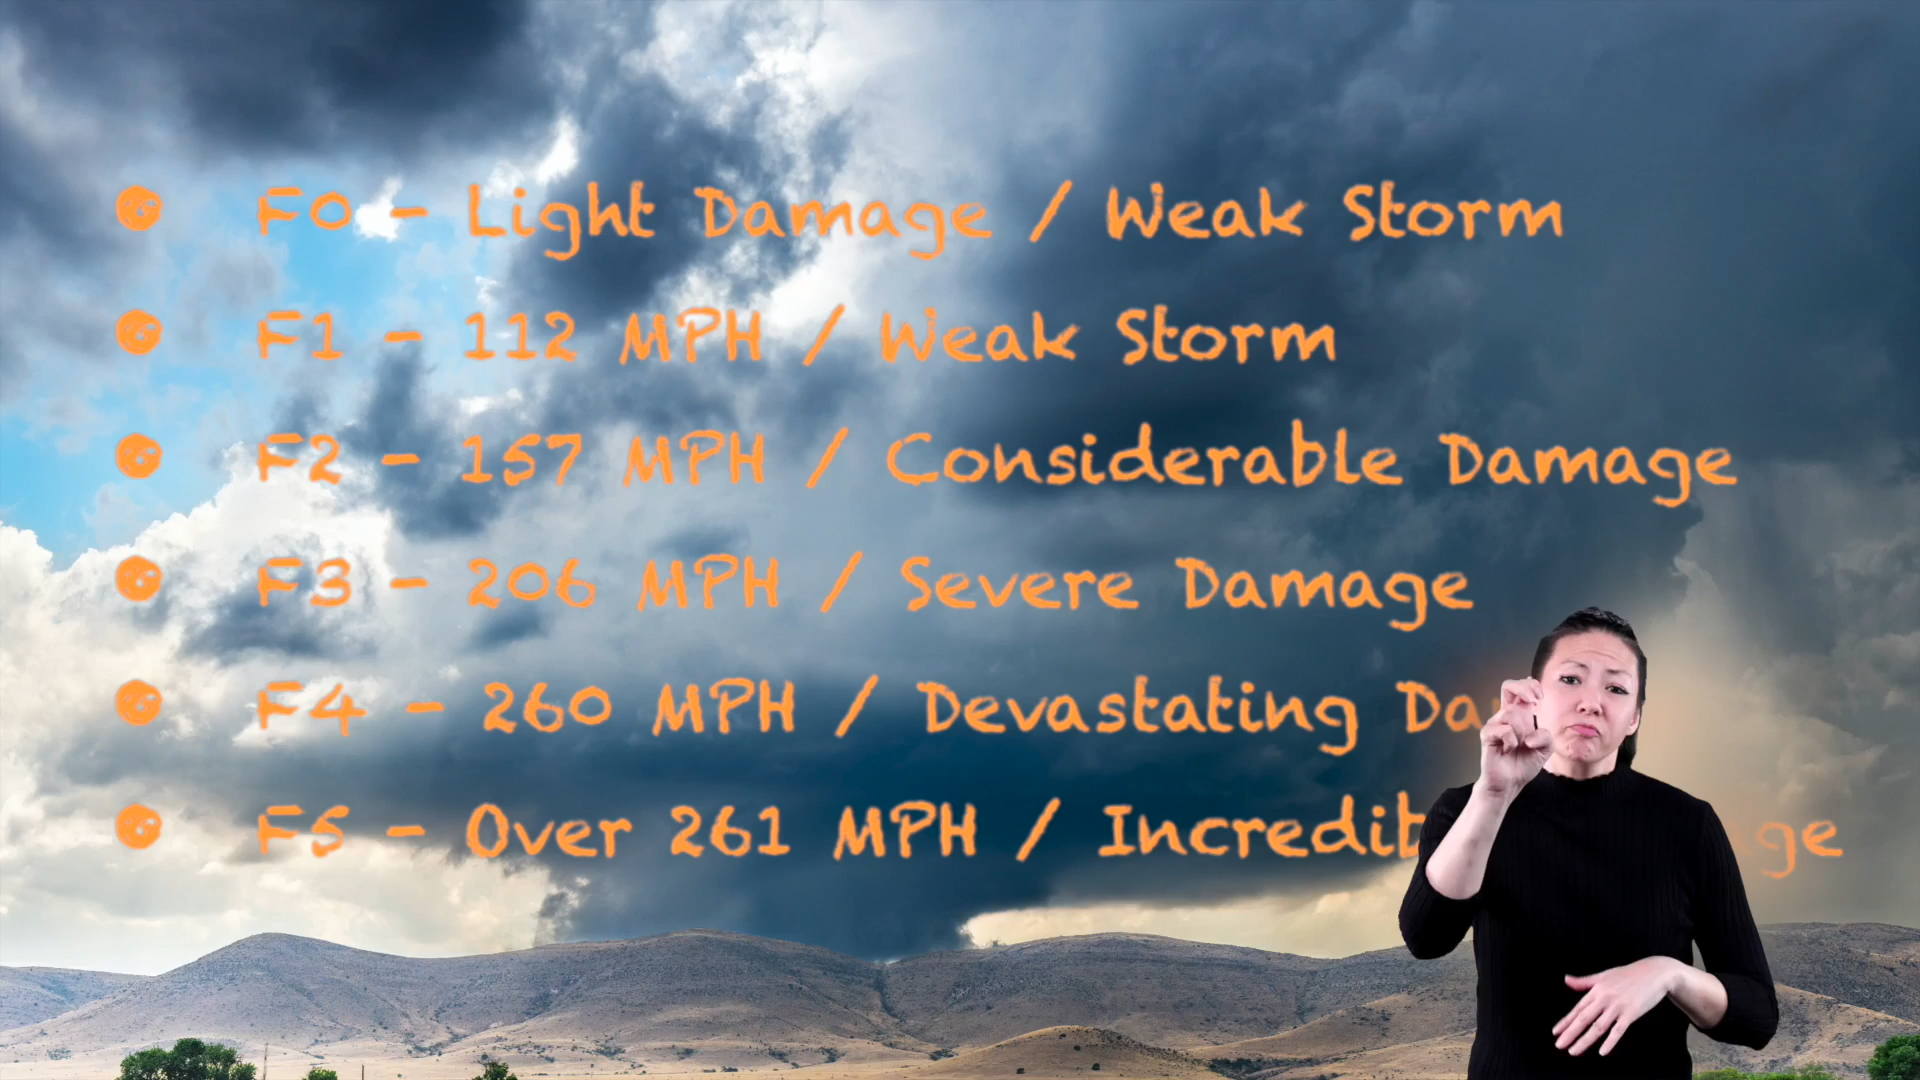 F0 - Light Damage / Weak Storm
F1 - 112 MPH / Weak Storm
F2 - 157 MPH / Considerable Damage
F3 - 206 MPH / Severe Damage
F4 - 260 MPH / Devastating
F5 - Over 261 MPH /